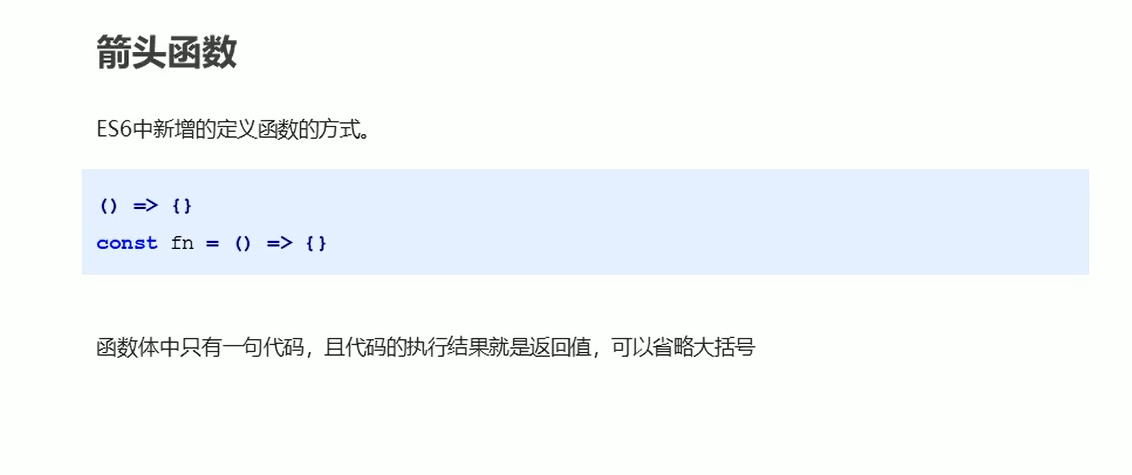 箭头函数
ES6中新增的定义函数的方式。
() => {}
const fn = () => {}
函数体中只有一句代码，且代码的执行结果就是返回值，可以省略大括号